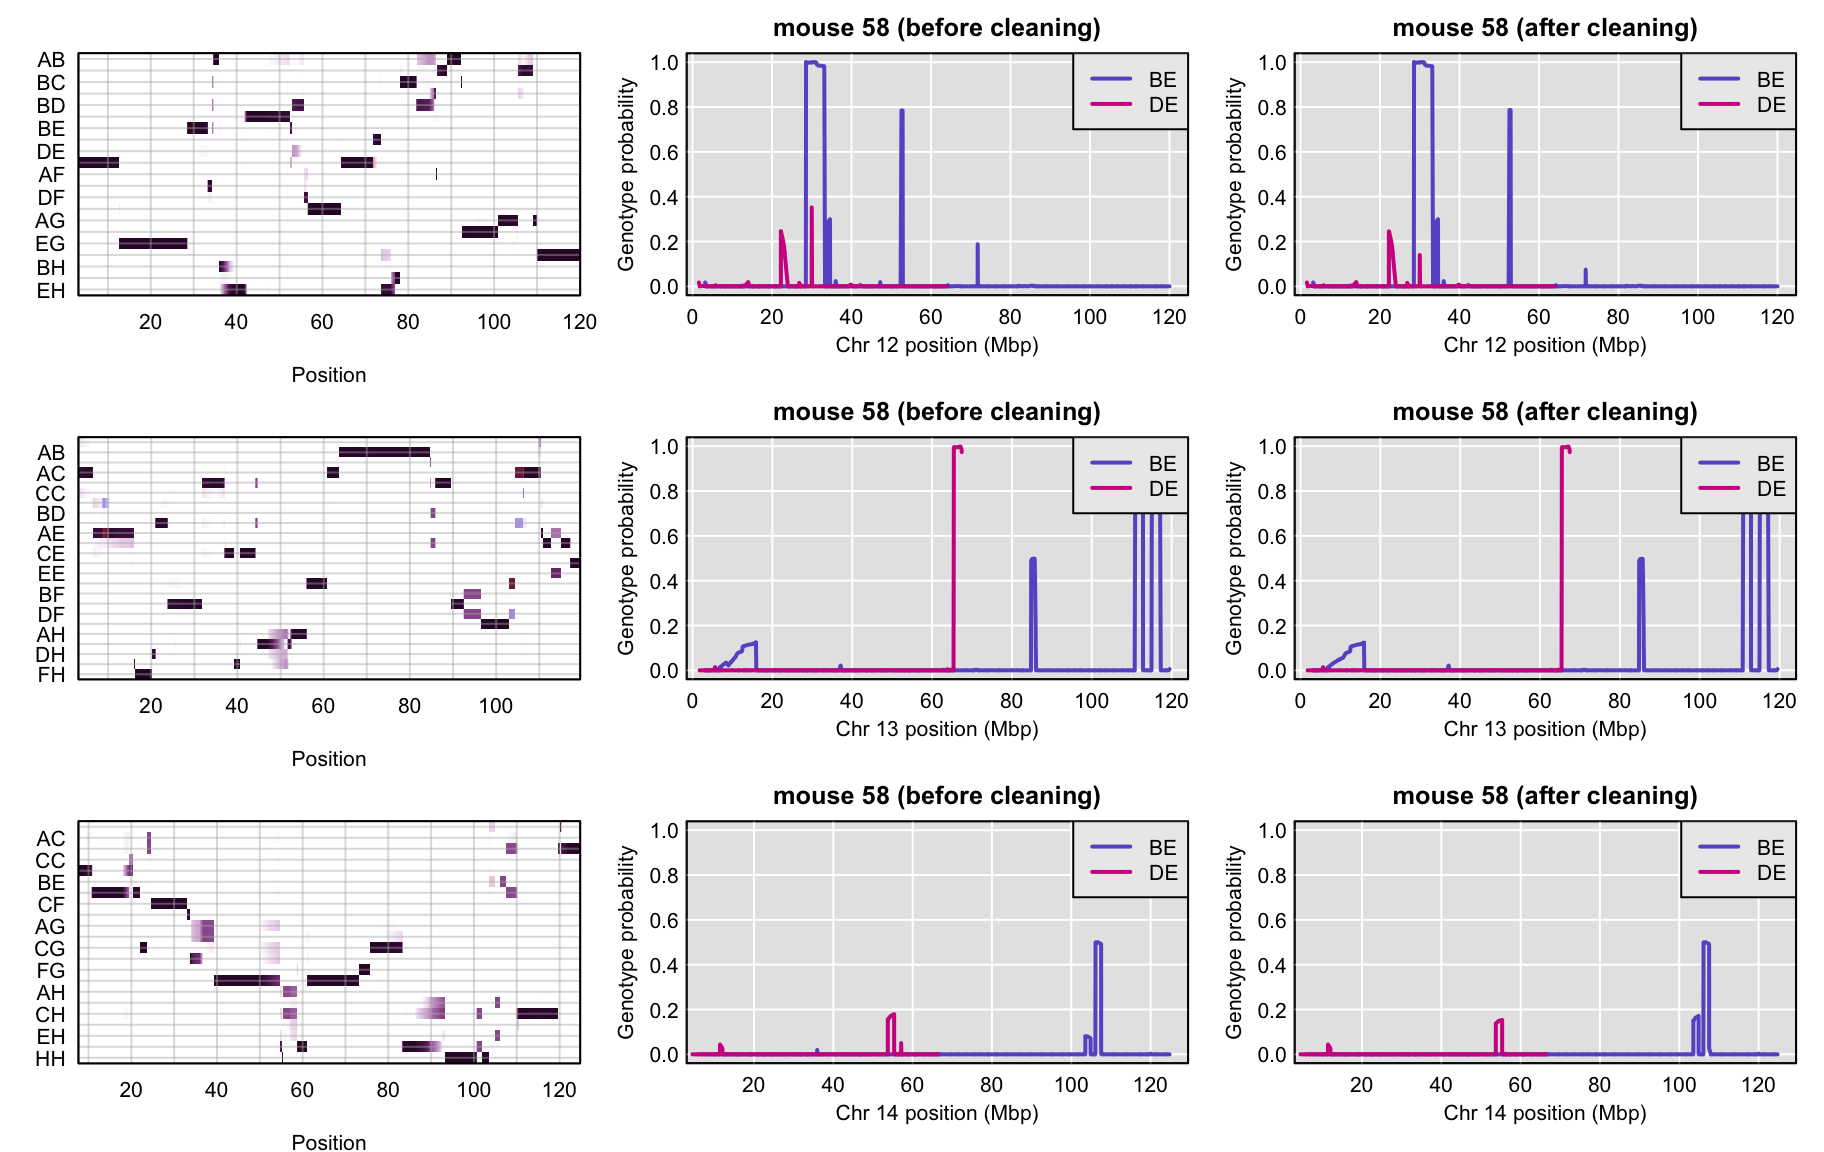 mouse 58 (before cleaning)
mouse 58 (after cleaning)
AB
BC
BD
BE
DE
AF
DF
AG
EG
BH
EH
20 40 60 80 100 120
Position
Genotype probability
1.0
0.8
0.6
0.4
0.2
0.0
BE
DE
0 20 40 60 80 100 120
Chr 12 position (Mbp)
Genotype probability
1.0
0.8
0.6
0.4
0.2
0.0
BE
DE
0 20 40 60 80 100 120
Chr 12 position (Mbp)
mouse 58 (before cleaning)
mouse 58 (after cleaning)
AB
AC
CC
BD
AE
CE
EE
BF
DF
AH
DH
FH
20 40 60 80 100
Position
Genotype probability
1.0
0.8
0.6
0.4
0.2
0.0
BE
DE
0 20 40 60 80 100 120
Chr 13 position (Mbp)
Genotype probability
1.0
0.8
0.6
0.4
0.2
0.0
BE
DE
0 20 40 60 80 100 120
Chr 13 position (Mbp)
mouse 58 (before cleaning)
mouse 58 (after cleaning)
AC
CC
BE
CF
AG
CG
FG
AH
CH
EH
HH
20 40 60 80 100 120
Position
Genotype probability
1.0
0.8
0.6
0.4
0.2
0.0
BE
DE
20 40 60 80 100 120
Chr 14 position (Mbp)
Genotype probability
1.0
0.8
0.6
0.4
0.2
0.0
BE
DE
20 40 60 80 100 120
Chr 14 position (Mbp)